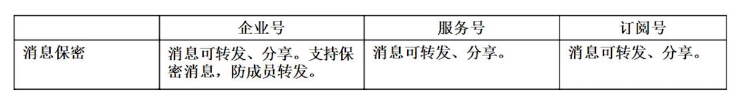 企业号 服务号 订阅号
消息保密 消息可转发、分享。支持保 消息可转发、分享。 消息可转发、分享。
密消息，防成员转发。